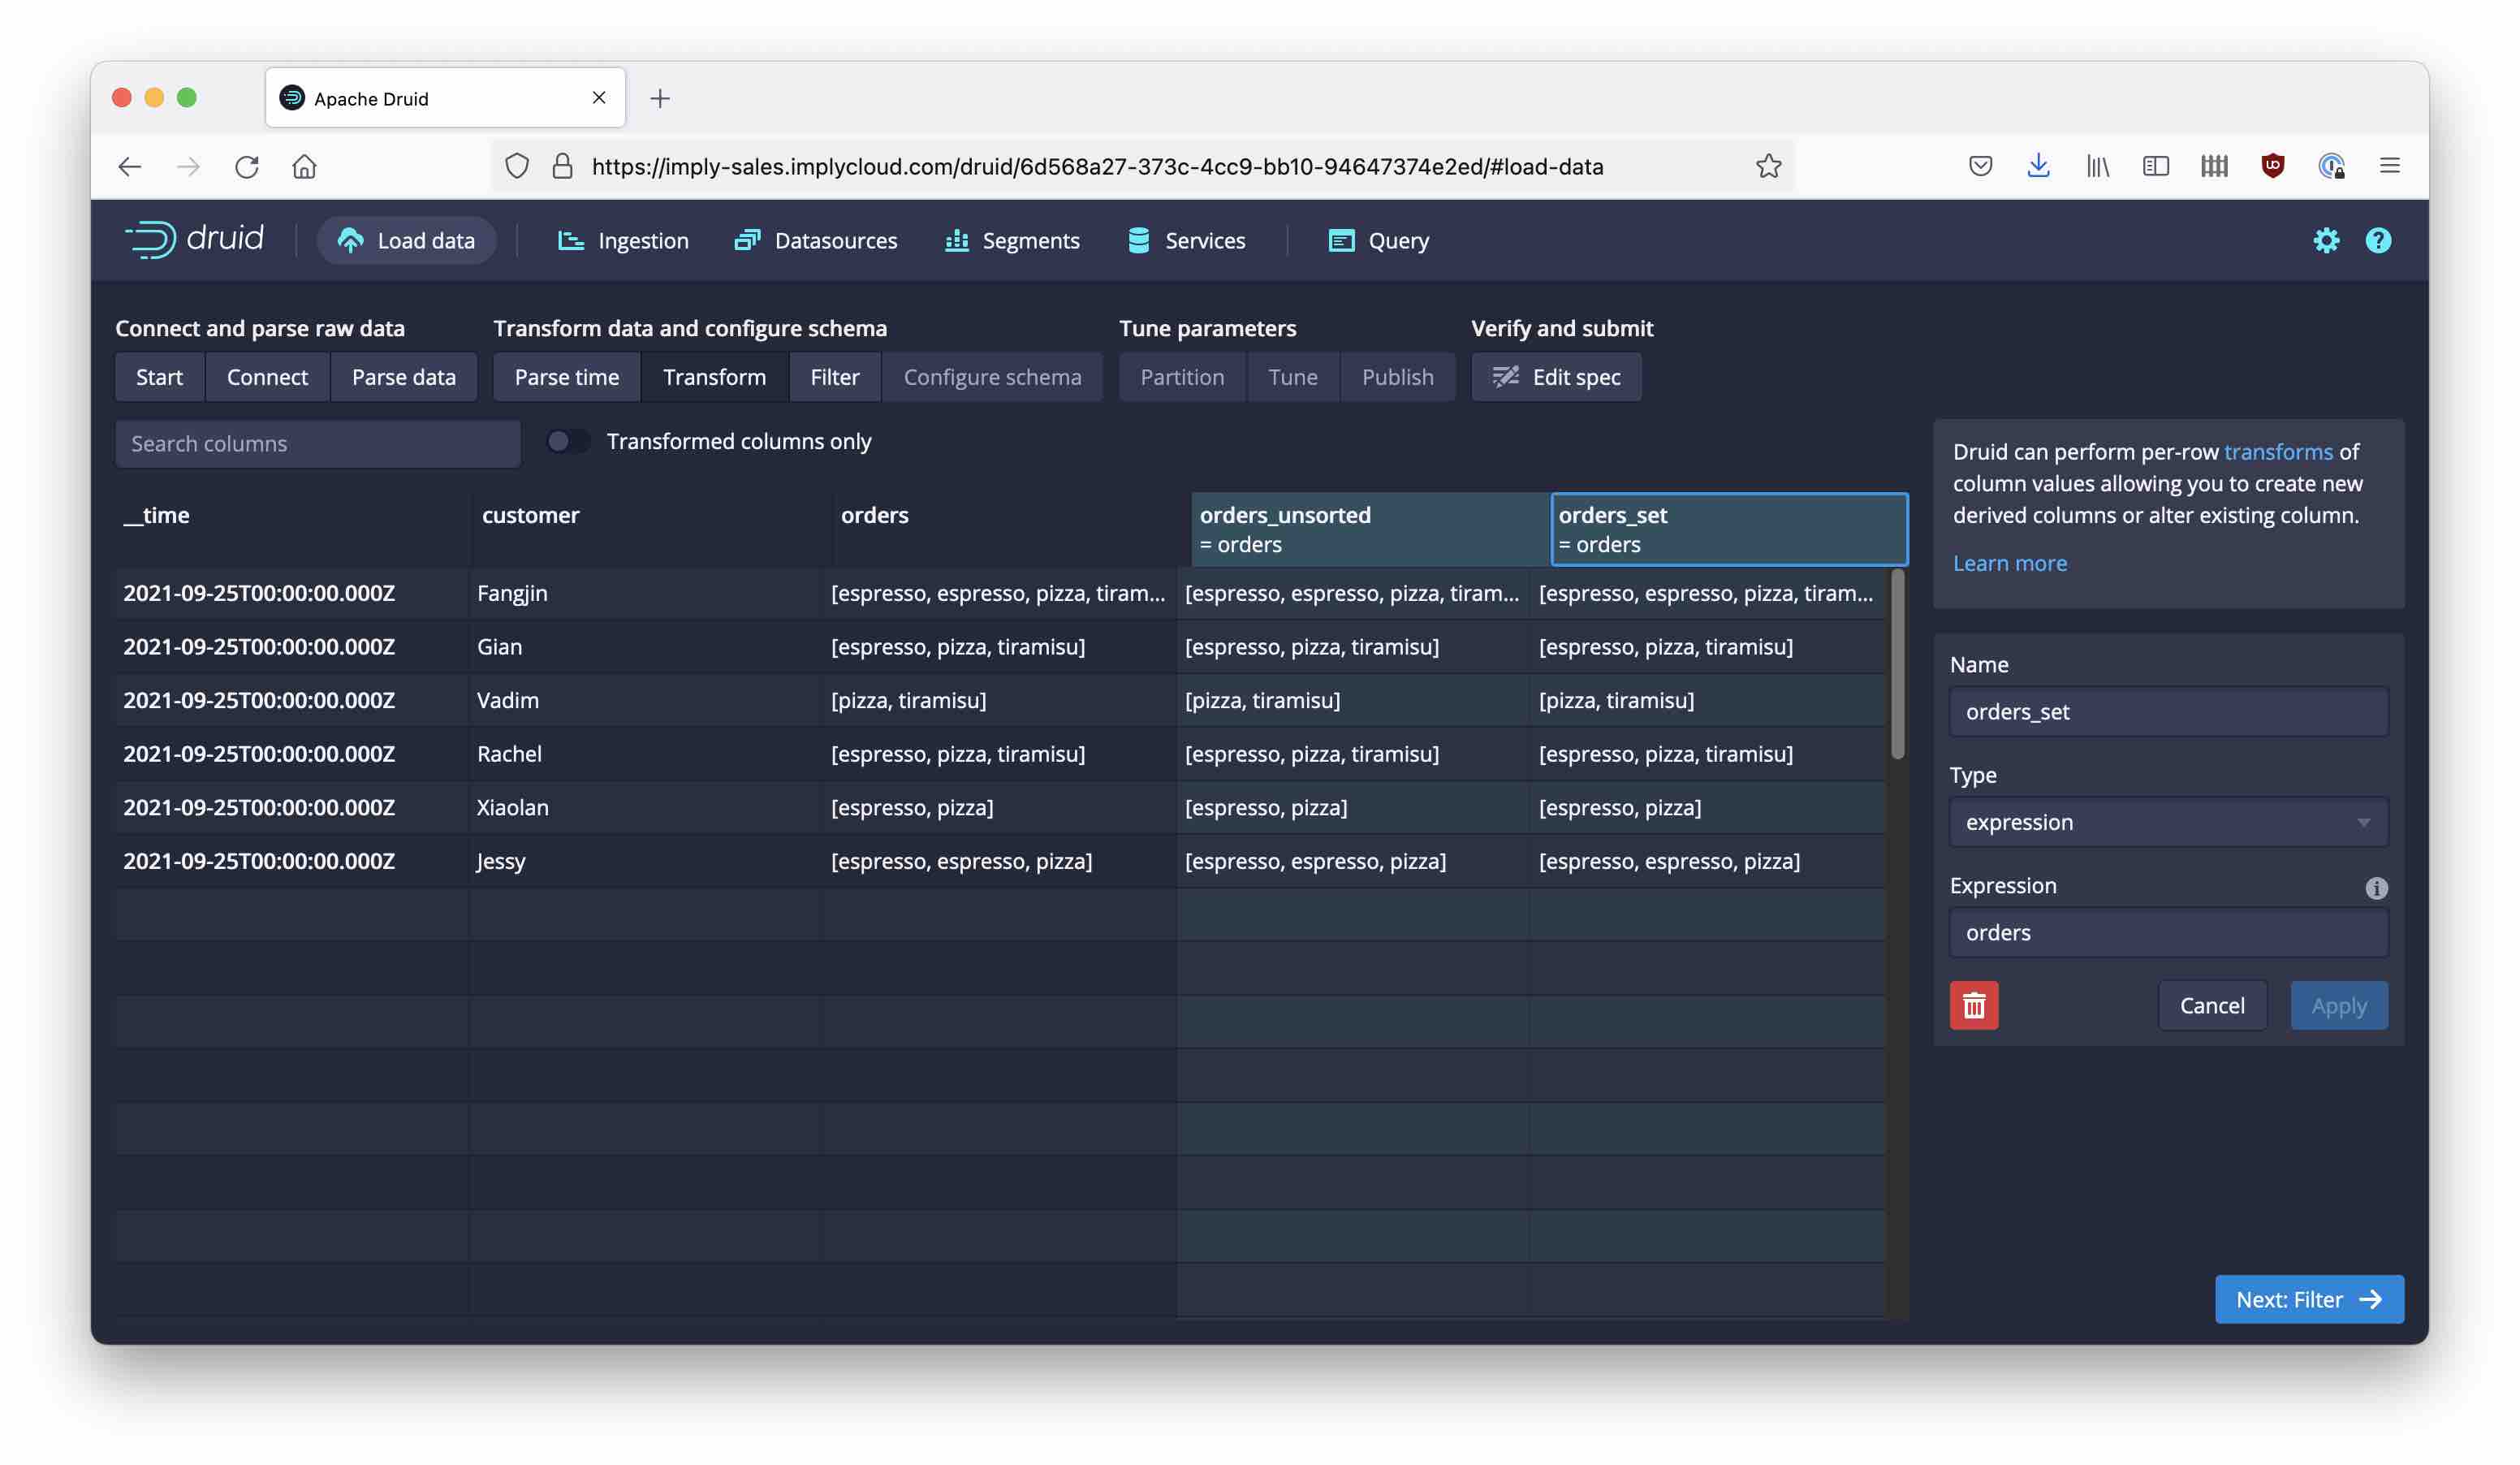 Apache Druid
https://imply-sales.implycloud.com/druid/6d568a27-373c-4cc9-bb10-94647374e2ed/#load-data
druid Load data Ingestion Datasources Segments Services Query
Connect and parse raw data Transform data and configure schema Tune parameters Verify and submit
Start Connect Parse data Parse time Transform Filter Configure schema Partition Tune Publish Edit spec
Search columns Transformed columns only
__time customer orders orders_unsorted orders_set
= orders = orders
2021-09-25T00:00:00.000Z Fangjin [espresso, espresso, pizza, tiram... [espresso, espresso, pizza, tiram... [espresso, espresso, pizza, tiram...
2021-09-25T00:00:00.000Z Gian [espresso, pizza, tiramisu] [espresso, pizza, tiramisu] [espresso, pizza, tiramisu]
2021-09-25T00:00:00.000Z Vadim [pizza, tiramisu] [pizza, tiramisu] [pizza, tiramisu]
2021-09-25T00:00:00.000Z Rachel [espresso, pizza, tiramisu] [espresso, pizza, tiramisu] [espresso, pizza, tiramisu]
2021-09-25T00:00:00.000Z Xiaolan [espresso, pizza] [espresso, pizza] [espresso, pizza]
2021-09-25T00:00:00.000Z Jessy [espresso, espresso, pizza] [espresso, espresso, pizza] [espresso, espresso, pizza]
Druid can perform per-row transforms of
column values allowing you to create new
derived columns or alter existing column.
Learn more
Name
orders_set
Type
expression
Expression
orders
Cancel Apply
Next: Filter